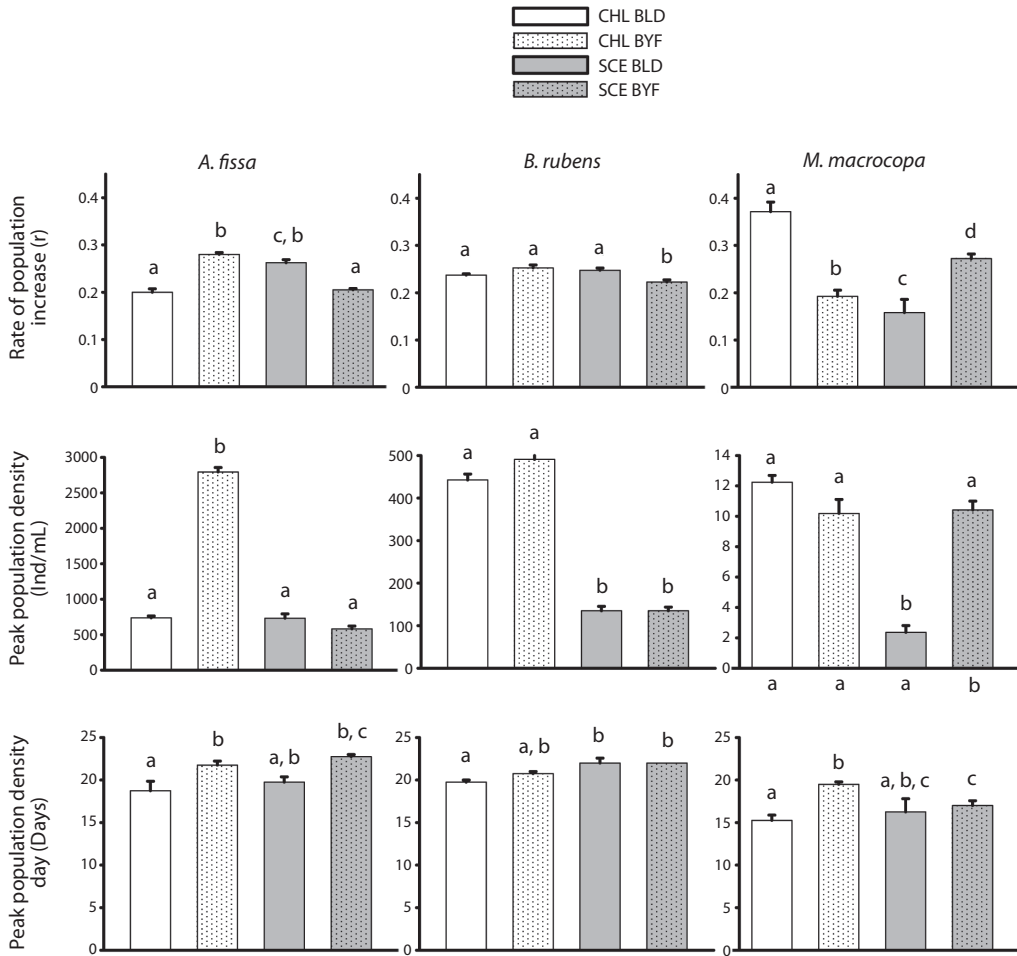 CHL BLD
CHL BYF
SCE BLD
SCE BYF
A. fissa
B. rubens
M. macrocopa
Rate of population
increase (r)
0.4
0.3
0.2
0.1
0
a
b
c, b
a
0.4
0.3
0.2
0.1
0
a
a
a
b
0.4
0.3
0.2
0.1
0
a
b
c
d
Peak population density
(Ind/mL)
3000
2500
2000
1500
1000
500
0
a
b
a
a
500
400
300
200
100
0
a
a
b
b
14
12
10
8
6
4
2
0
a
a
b
a
a
a
a
b
Peak population density
day (Days)
25
20
15
10
5
0
a
b
a, b
b, c
25
20
15
10
5
0
a
a, b
b
b
25
20
15
10
5
0
a
b
a, b, c
c